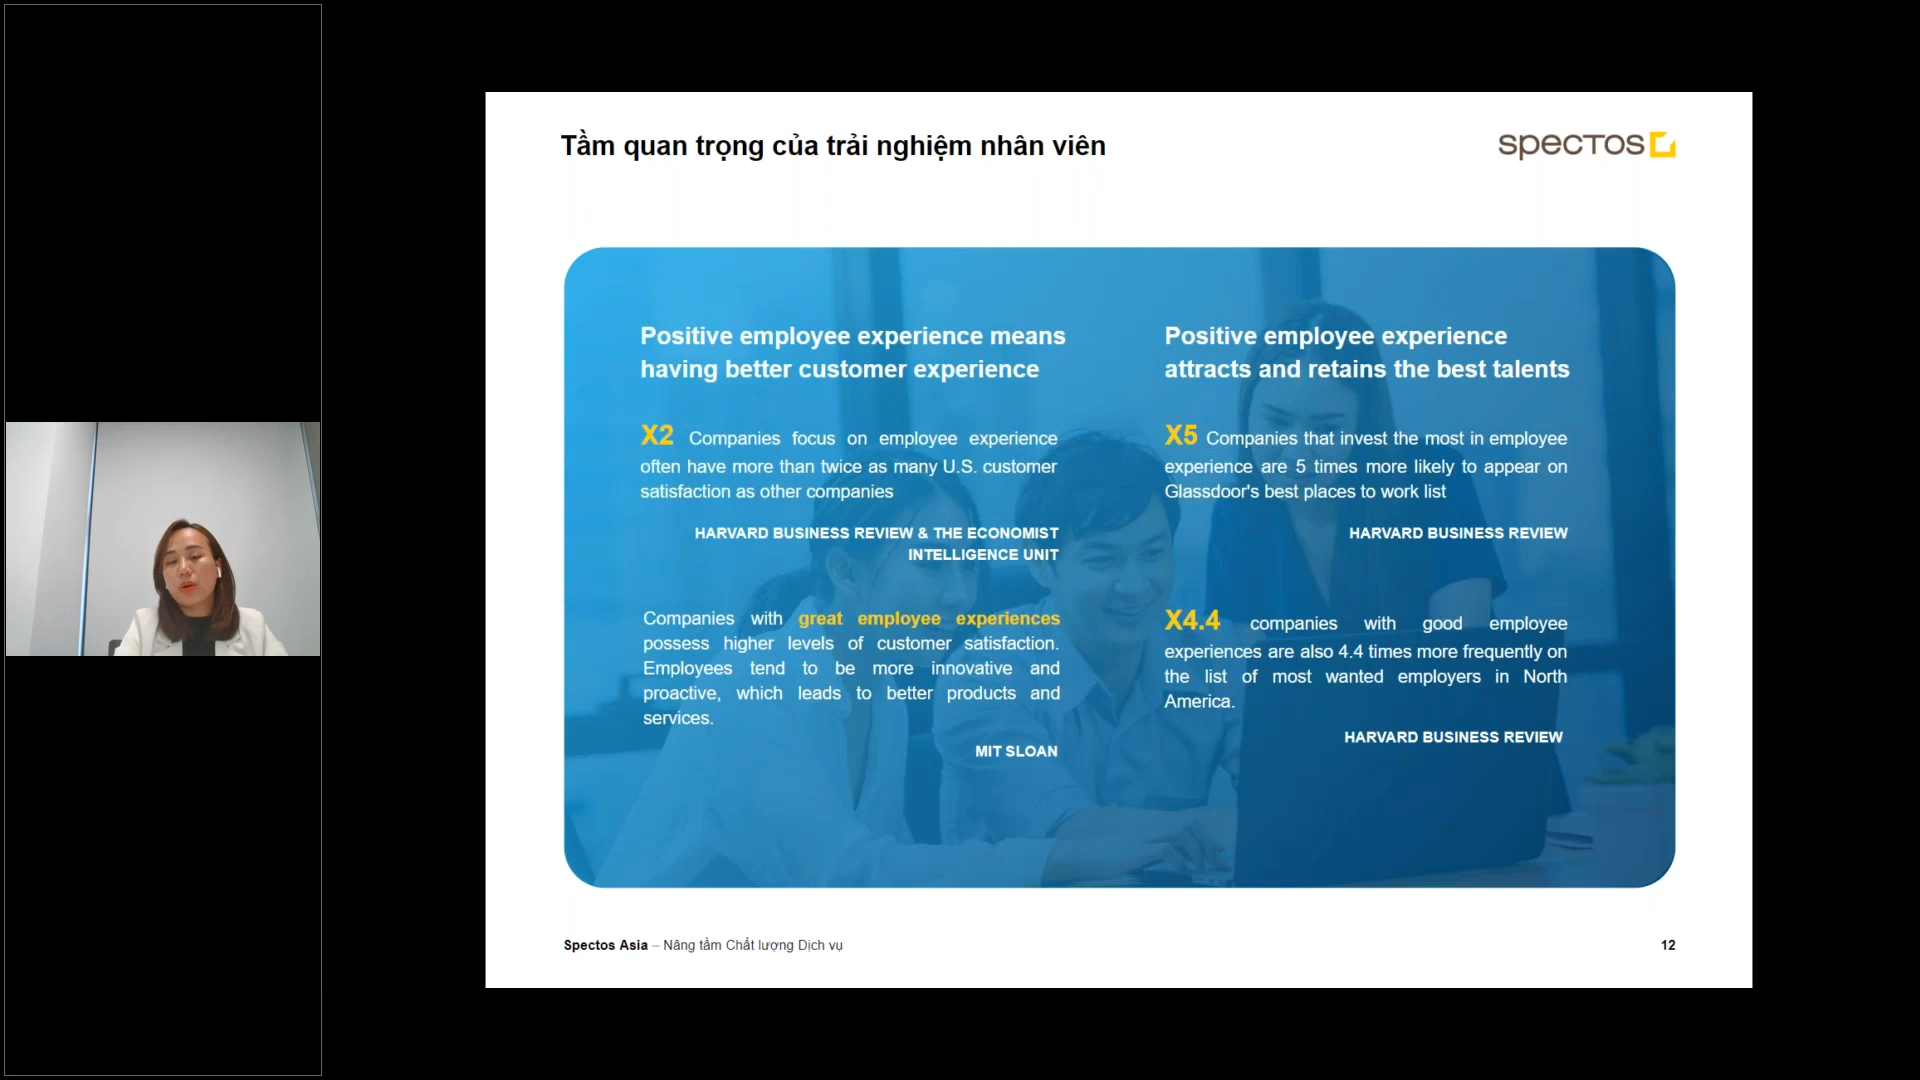 Tầm quan trọng của trải nghiệm nhân viên
spectos
Positive employee experience means
having better customer experience
X2 Companies focus on employee experience
often have more than twice as many U.S. customer
satisfaction as other companies
HARVARD BUSINESS REVIEW & THE ECONOMIST
INTELLIGENCE UNIT
Companies with great employee experiences
possess higher levels of customer satisfaction.
Employees tend to be more innovative and
proactive, which leads to better products and
services.
MIT SLOAN
Positive employee experience
attracts and retains the best talents
X5 Companies that invest the most in employee
experience are 5 times more likely to appear on
Glassdoor's best places to work list
HARVARD BUSINESS REVIEW
X4.4 companies with good employee
experiences are also 4.4 times more frequently on
the list of most wanted employers in North
America.
HARVARD BUSINESS REVIEW
Spectos Asia – Nâng tầm Chất lượng Dịch vụ
12